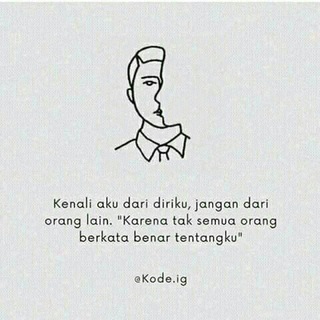 Kenali aku dari diriku, jangan dari
orang lain. "Karena tak semua orang
berkata benar tentangku"
@Kode.ig